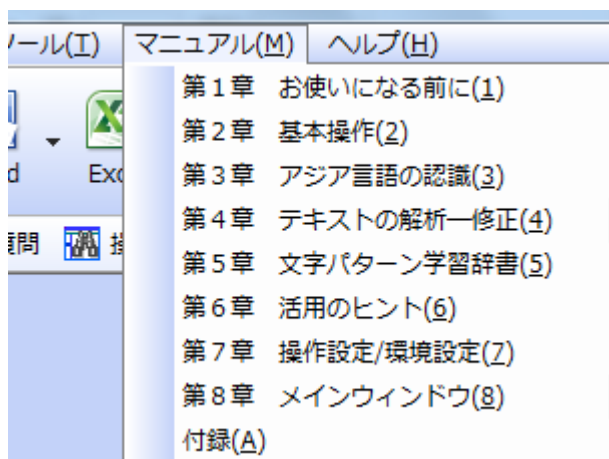 ール(T) マニュアル(M) ヘルプ(H)
第1章 お使いになる前に(1)
第2章 基本操作(2)
第3章 アジア言語の認識(3)
第4章 テキストの解析―修正(4)
第5章 文字パターン学習辞書(5)
第6章 活用のヒント(6)
第7章 操作設定/環境設定(7)
第8章 メインウィンドウ(8)
付録(A)
d Exc
問